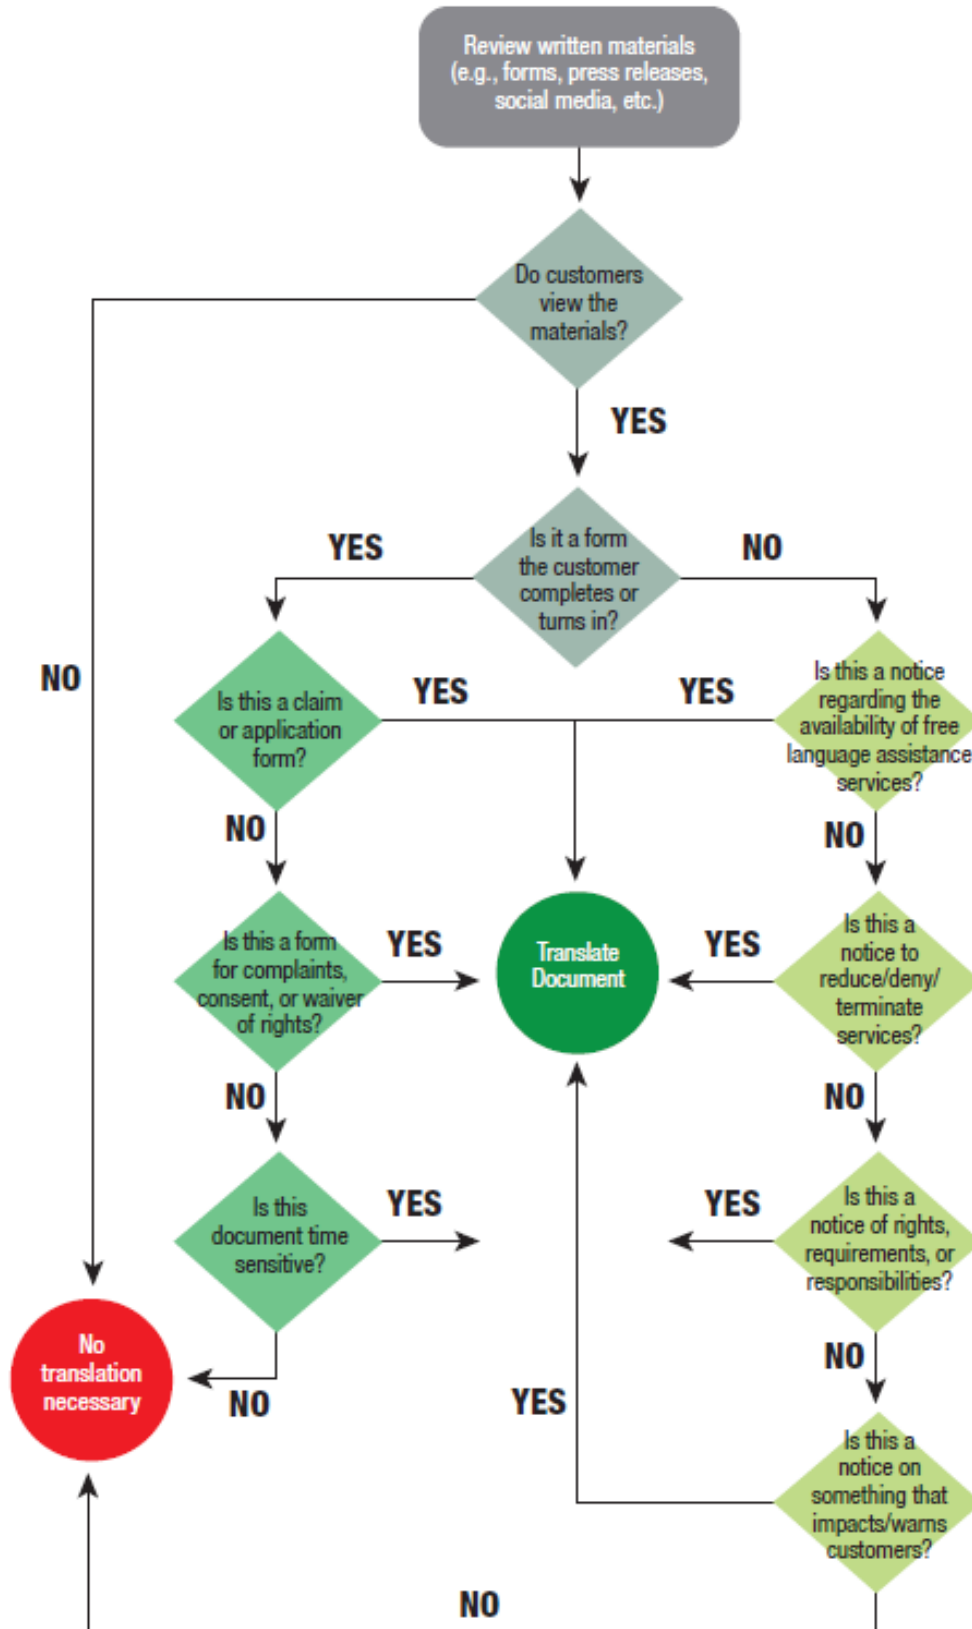 Review written materials
(e.g., forms, press releases,
social media, etc.)
Do customers
view the
materials?
YES
Is it a form
the customer
completes or
turns in?
YES
NO
NO
Is this a claim
or application
form?
YES
YES
Is this a notice
regarding the
availability of free
language assistance
services?
NO
NO
Is this a form
for complaints,
consent, or waiver
of rights?
YES
Translate
Document
YES
Is this a
notice to
reduce/deny/
terminate
services?
NO
NO
Is this
document time
sensitive?
YES
YES
Is this a
notice of rights,
requirements, or
responsibilities?
No
translation
necessary
NO
NO
YES
Is this a
notice on
something that
impacts/warns
customers?
NO